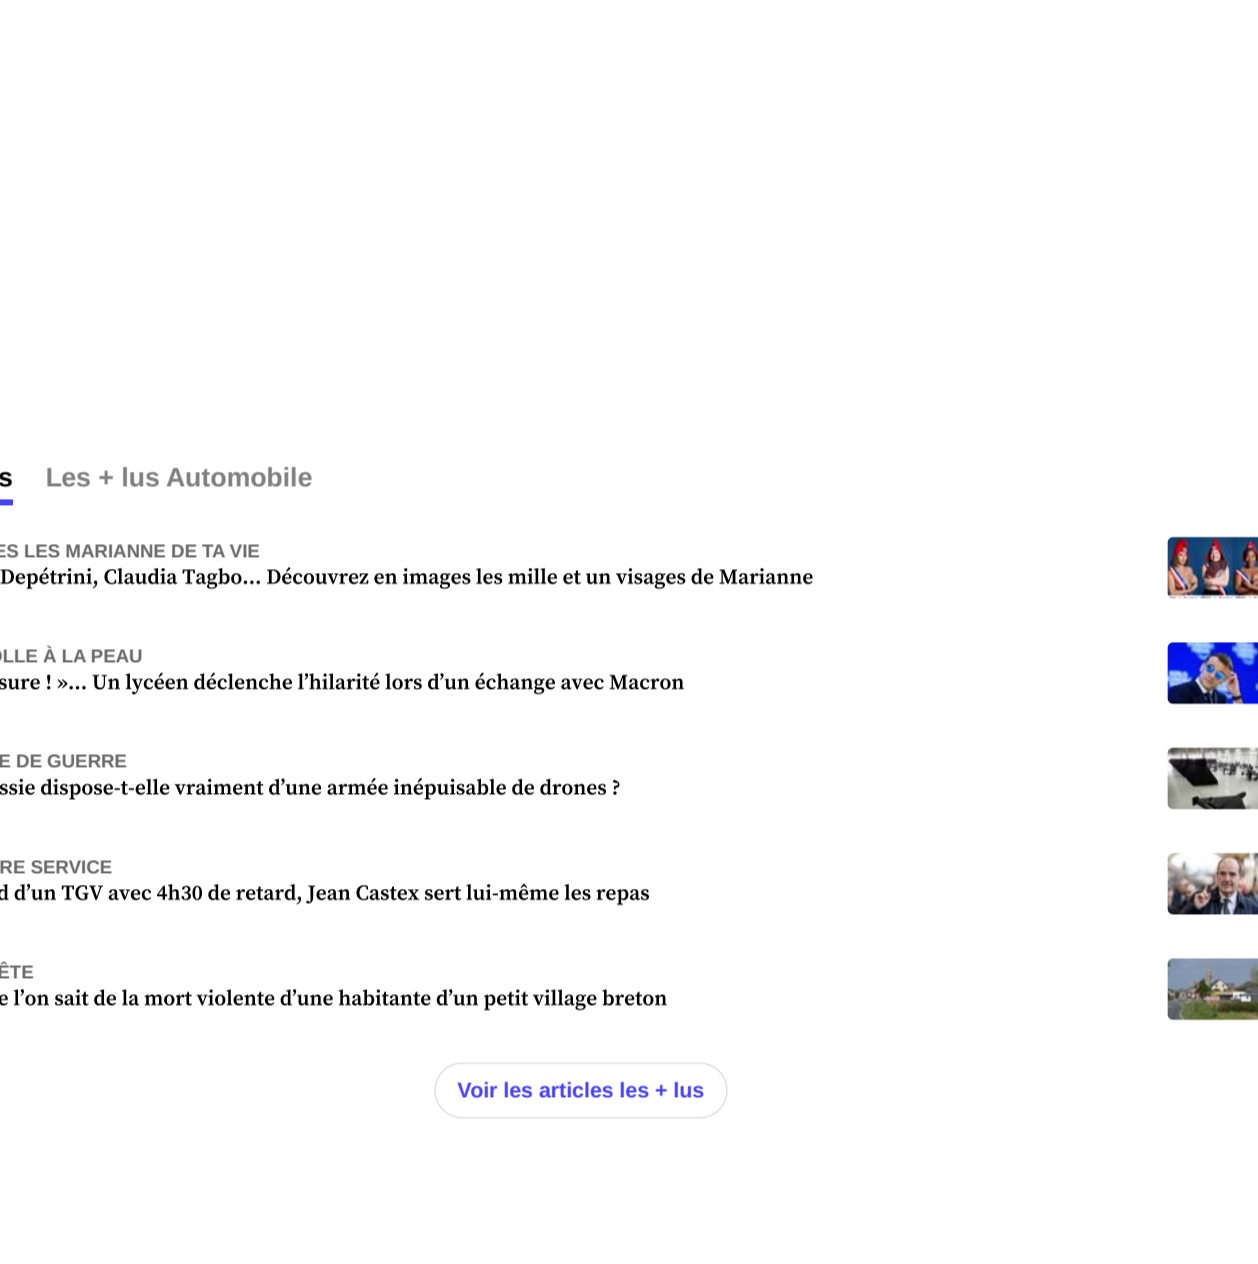 s Les + lus Automobile
ES LES MARIANNE DE TA VIE
Depétrini, Claudia Tagbo… Découvrez en images les mille et un visages de Marianne
OLLE À LA PEAU
sure ! »… Un lycéen déclenche l’hilarité lors d’un échange avec Macron
E DE GUERRE
ssie dispose-t-elle vraiment d’une armée inépuisable de drones ?
RE SERVICE
d d’un TGV avec 4h30 de retard, Jean Castex sert lui-même les repas
ÊTE
e l’on sait de la mort violente d’une habitante d’un petit village breton
Voir les articles les + lus